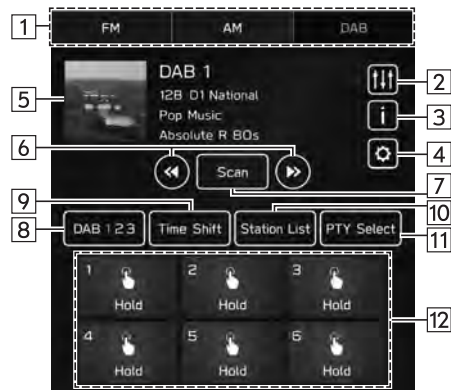 1 FM AM DAB
DAB 1
12B D1 National
Pop Music
Absolute R 80s
2
3
4
5
6
Scan
7
8
9
10
11
DAB 1 2 3 Time Shift Station List PTY Select
1 2 3
Hold Hold Hold
12
4 5 6
Hold Hold Hold